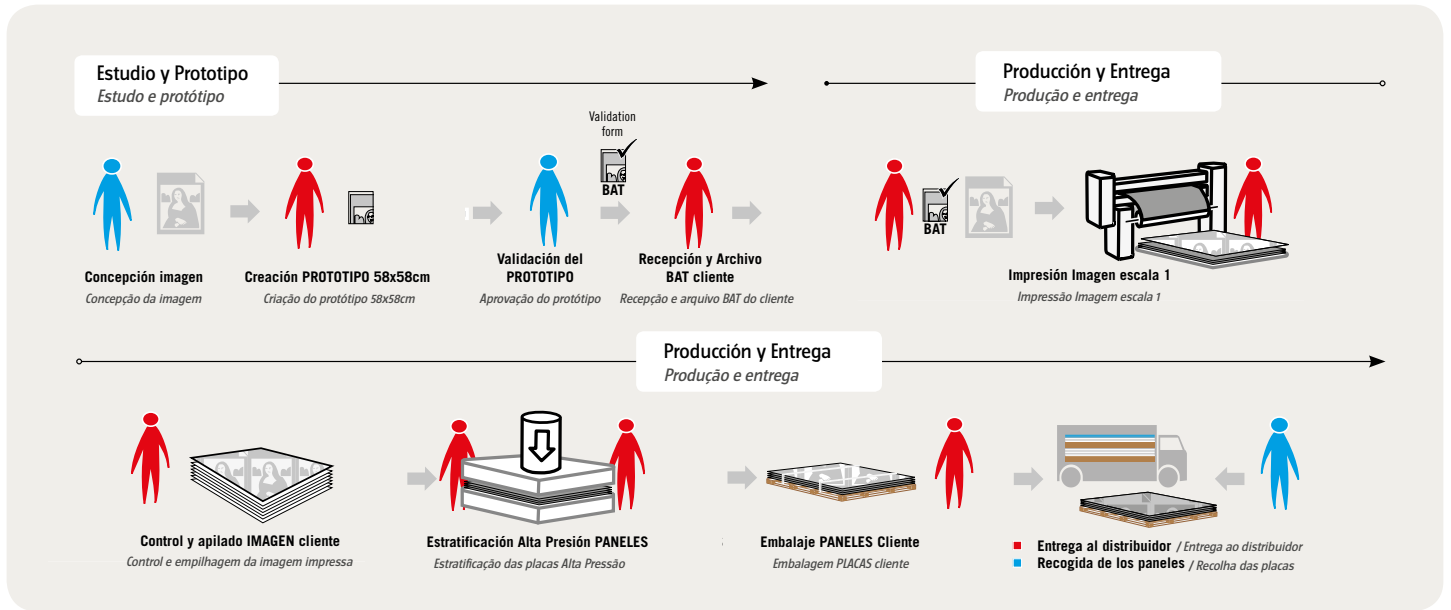 Estudio y Prototipo
Estudo e protótipo
Producción y Entrega
Produção e entrega
Validation
form
BAT
BAT
Concepción imagen
Concepção da imagem
Creación PROTOTIPO 58x58cm
Criação do protótipo 58x58cm
Validación del
PROTOTIPO
Aprovação do protótipo
Recepción y Archivo
BAT cliente
Recepção e arquivo BAT do cliente
Impresión Imagen escala 1
Impressão Imagem escala 1
Producción y Entrega
Produção e entrega
Control y apilado IMAGEN cliente
Control e empilhagem da imagem impressa
Estratificación Alta Presión PANELES
Estratificação das placas Alta Pressão
Embalaje PANELES Cliente
Embalagem PLACAS cliente
Entrega al distribuidor / Entrega ao distribuidor
Recogida de los paneles / Recolha das placas